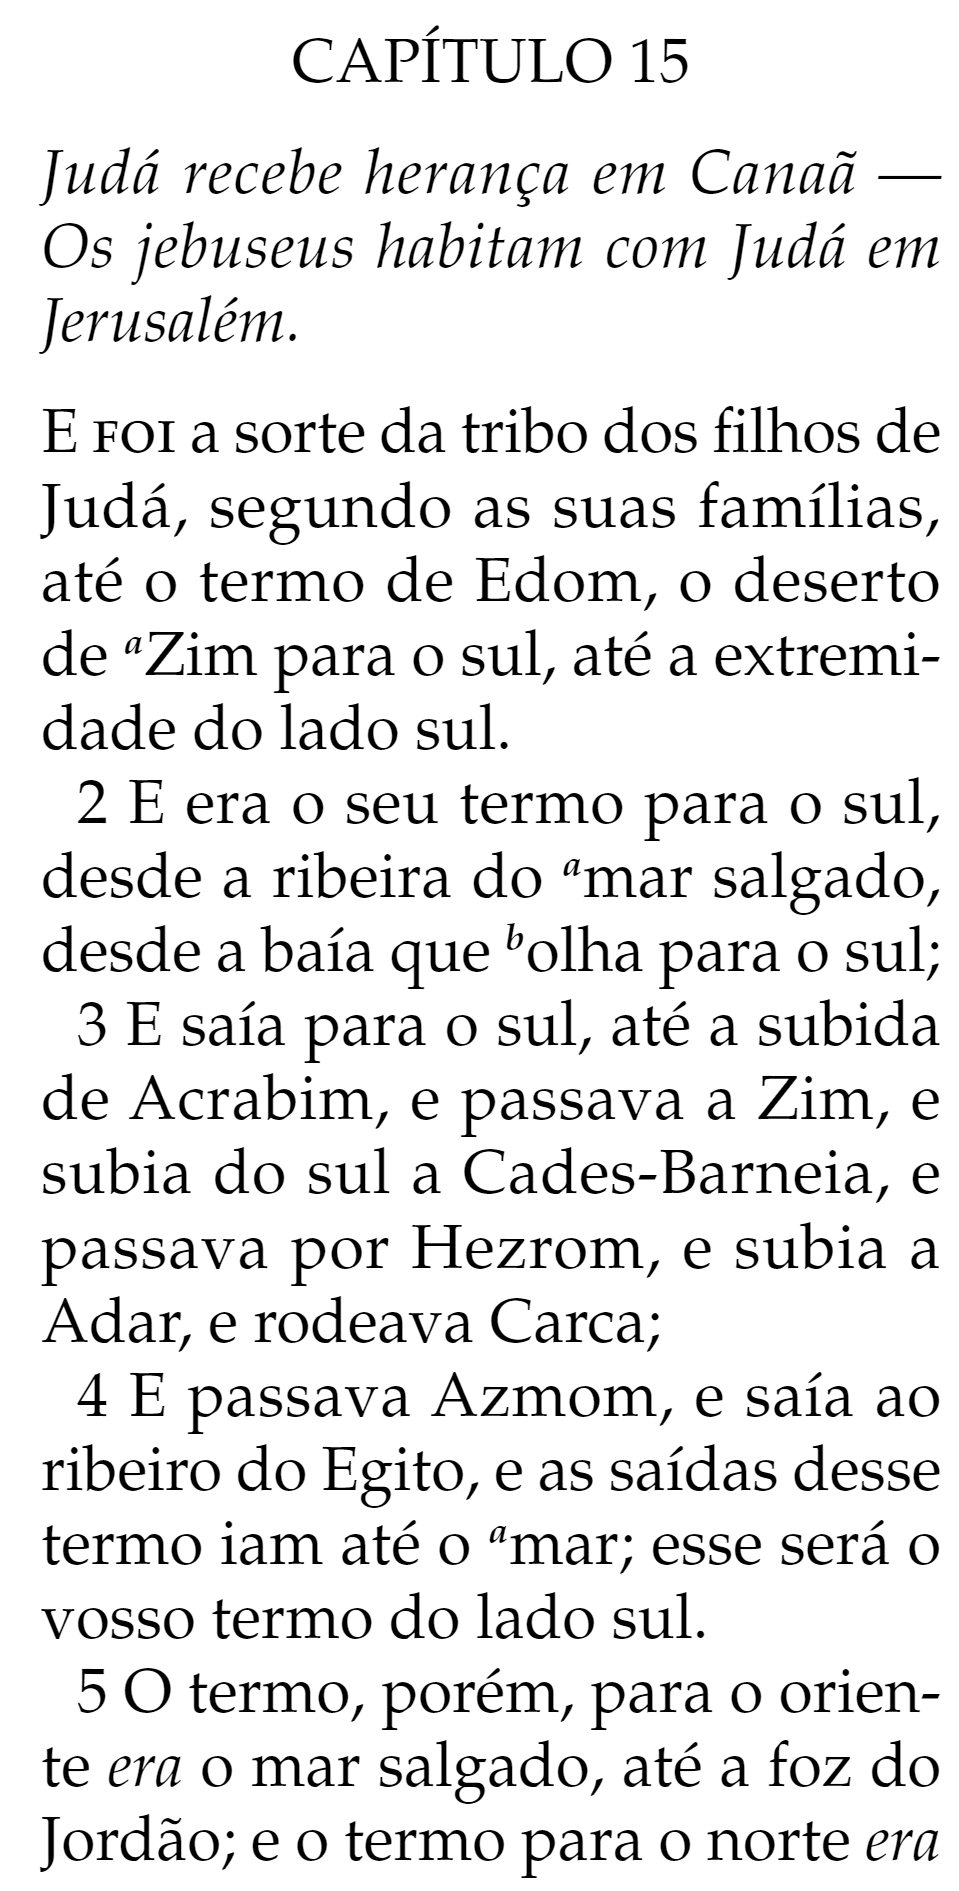 CAPÍTULO 15
Judá recebe herança em Canaã —
Os jebuseus habitam com Judá em
Jerusalém.
E FOI a sorte da tribo dos filhos de
Judá, segundo as suas famílias,
até o termo de Edom, o deserto
de aZim para o sul, até a extremi-
dade do lado sul.
2 E era o seu termo para o sul,
desde a ribeira do amar salgado,
desde a baía que bolha para o sul;
3 E saía para o sul, até a subida
de Acrabim, e passava a Zim, e
subia do sul a Cades-Barneia, e
passava por Hezrom, e subia a
Adar, e rodeava Carca;
4 E passava Azmom, e saía ao
ribeiro do Egito, e as saídas desse
termo iam até o amar; esse será o
vosso termo do lado sul.
5 O termo, porém, para o orien-
te era o mar salgado, até a foz do
Jordão; e o termo para o norte era